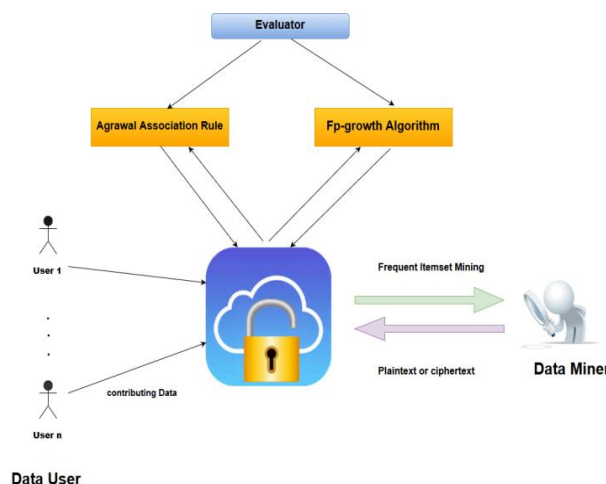 Evaluator
Agrawal Association Rule
Fp-growth Algorithm
User 1
Frequent Itemset Mining
Plaintext or ciphertext
Data Miner
contributing Data
User n
Data User